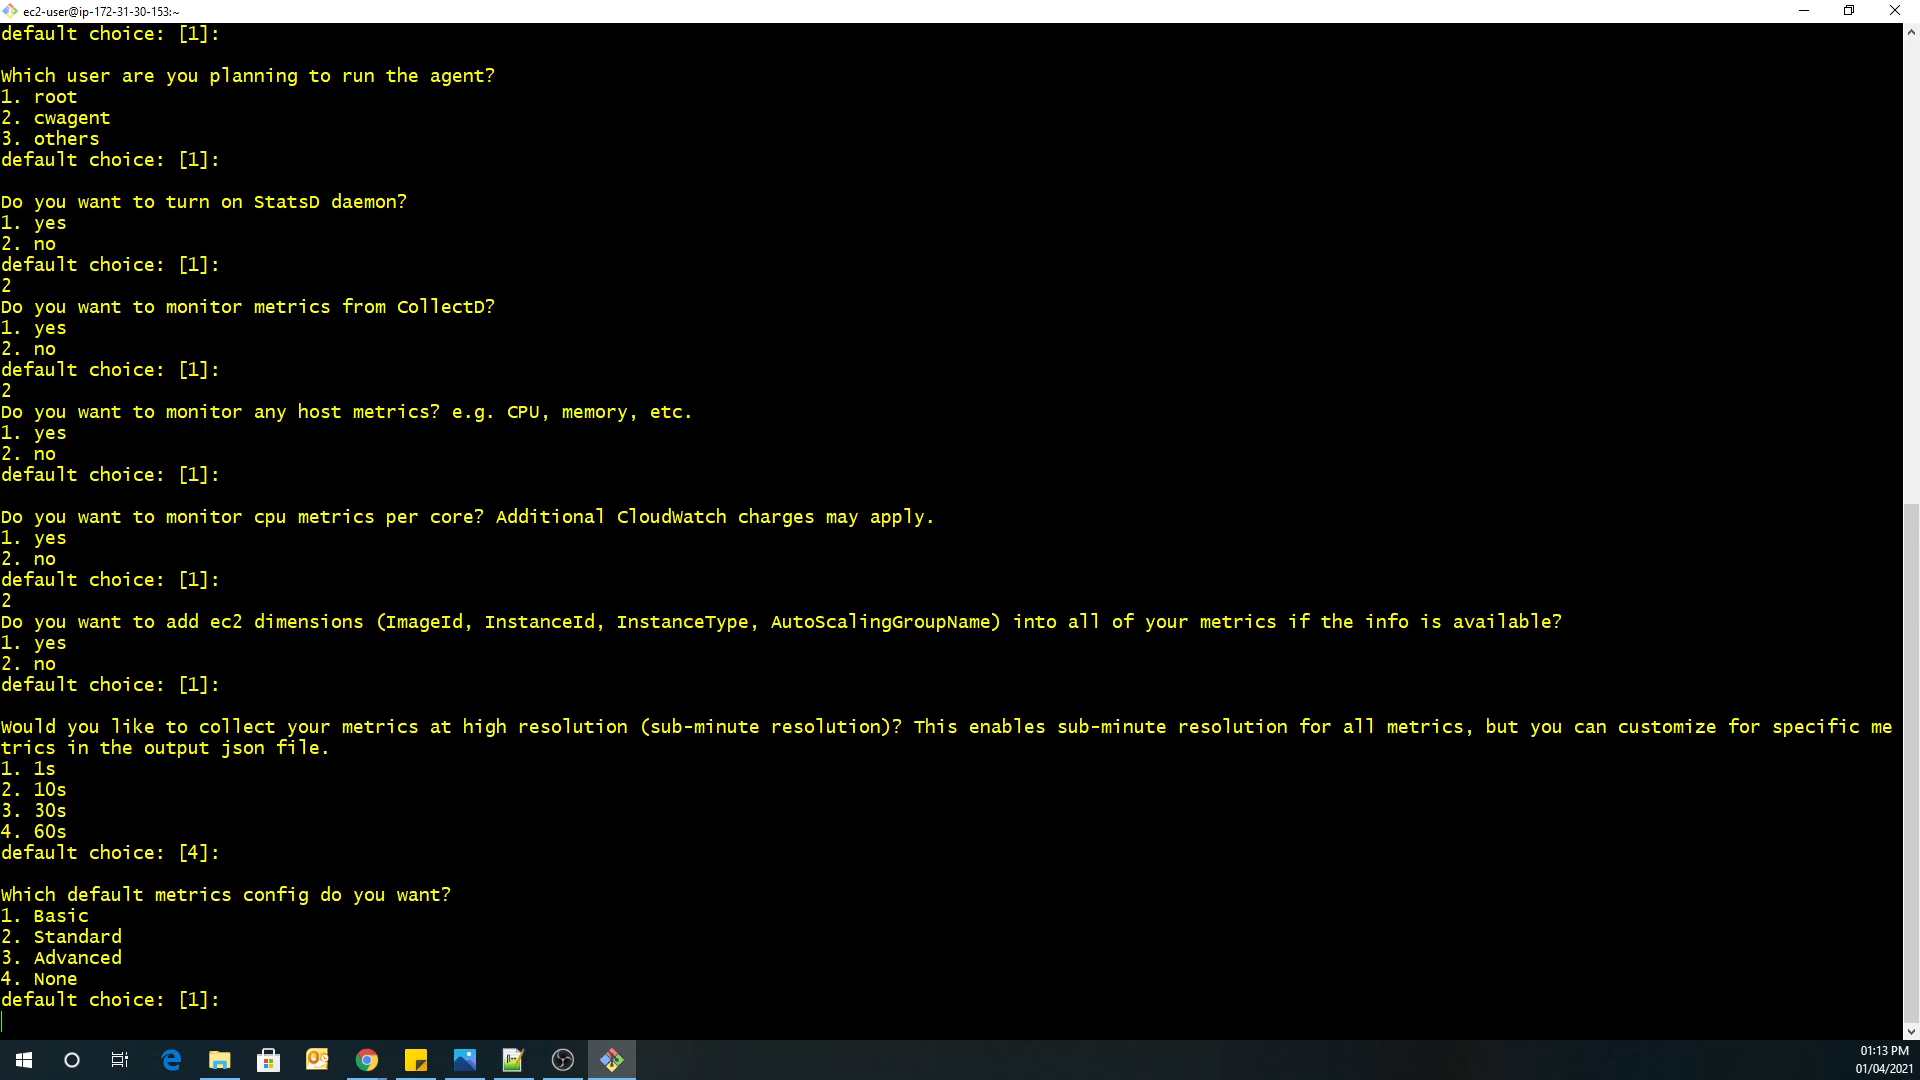 ec2-user@ip-172-31-30-153:~
default choice: [1]:
Which user are you planning to run the agent?
1. root
2. cwagent
3. others
default choice: [1]:
Do you want to turn on StatsD daemon?
1. yes
2. no
default choice: [1]:
2
Do you want to monitor metrics from CollectD?
1. yes
2. no
default choice: [1]:
2
Do you want to monitor any host metrics? e.g. CPU, memory, etc.
1. yes
2. no
default choice: [1]:
Do you want to monitor cpu metrics per core? Additional CloudWatch charges may apply.
1. yes
2. no
default choice: [1]:
2
Do you want to add ec2 dimensions (ImageId, InstanceId, InstanceType, AutoScalingGroupName) into all of your metrics if the info is available?
1. yes
2. no
default choice: [1]:
Would you like to collect your metrics at high resolution (sub-minute resolution)? This enables sub-minute resolution for all metrics, but you can customize for specific me
trics in the output json file.
1. 1s
2. 10s
3. 30s
4. 60s
default choice: [4]:
Which default metrics config do you want?
1. Basic
2. Standard
3. Advanced
4. None
default choice: [1]:
01:13 PM
01/04/2021